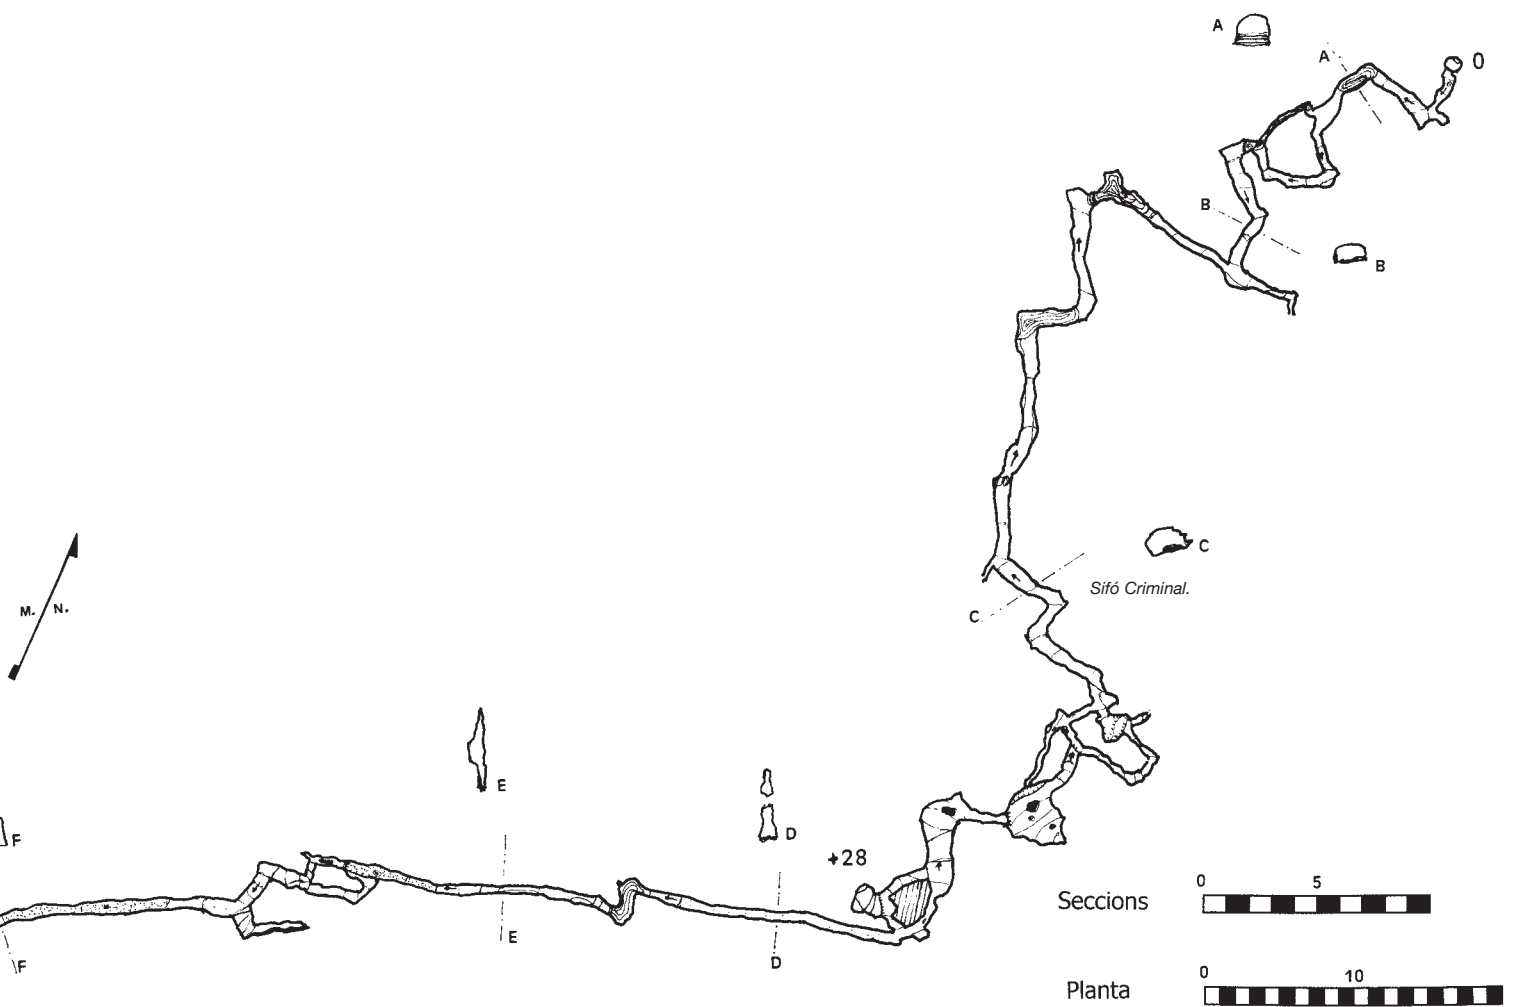 A
A
0
B
B
C
Sifó Criminal.
C
M. N.
E
F
D
+28
0 5
Seccions
E
D
F
0 10
Planta